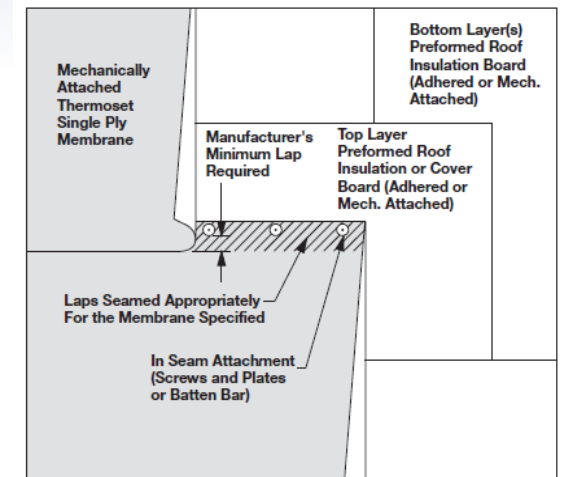 Mechanically
Attached
Thermoset
Single Ply
Membrane
Bottom Layer(s)
Preformed Roof
Insulation Board
(Adhered or Mech.
Attached)
Manufacturer's
Minimum Lap
Required
Top Layer
Preformed Roof
Insulation or Cover
Board (Adhered or
Mech. Attached)
Laps Seamed Appropriately
For the Membrane Specified
In Seam Attachment
(Screws and Plates
or Batten Bar)